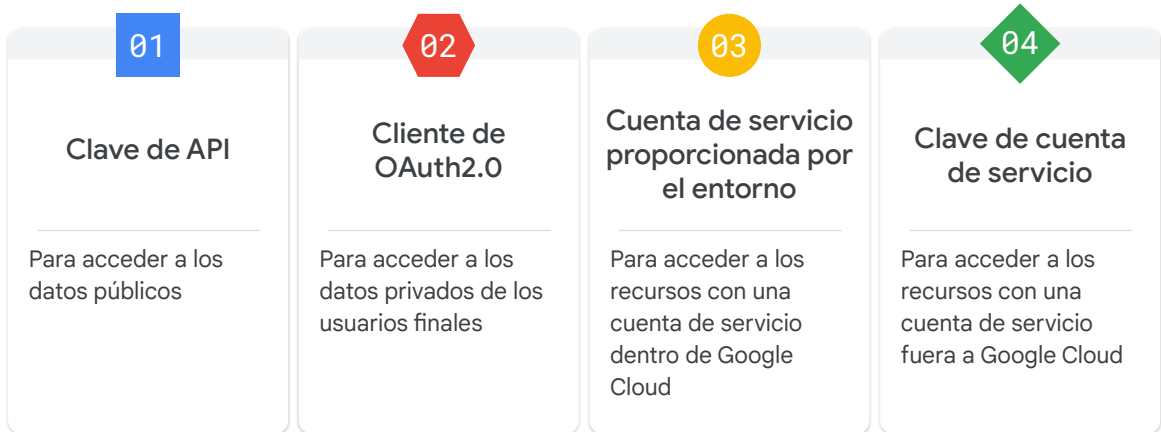 01
Clave de API
Para acceder a los
datos públicos
02
Cliente de
OAuth2.0
Para acceder a los
datos privados de los
usuarios finales
03
Cuenta de servicio
proporcionada por
el entorno
Para acceder a los
recursos con una
cuenta de servicio
dentro de Google
Cloud
04
Clave de cuenta
de servicio
Para acceder a los
recursos con una
cuenta de servicio
fuera a Google Cloud